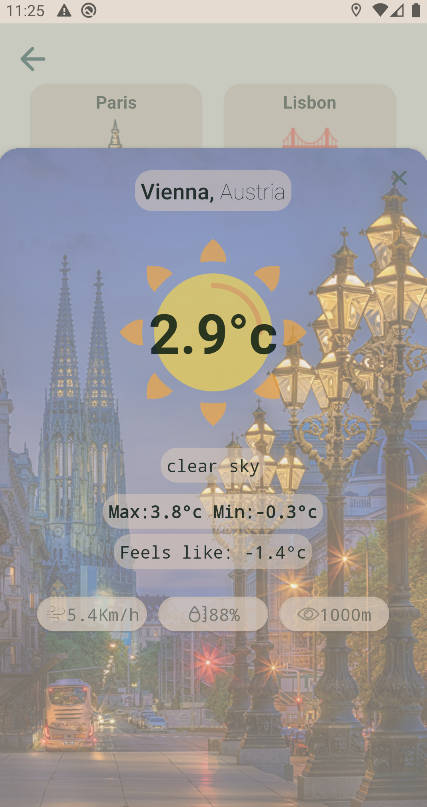 11:25
Paris
Lisbon
Vienna, Austria
2.9°c
clear sky
Max:3.8°c Min:-0.3°c
Feels like: -1.4°c
5.4Km/h
88%
1000m